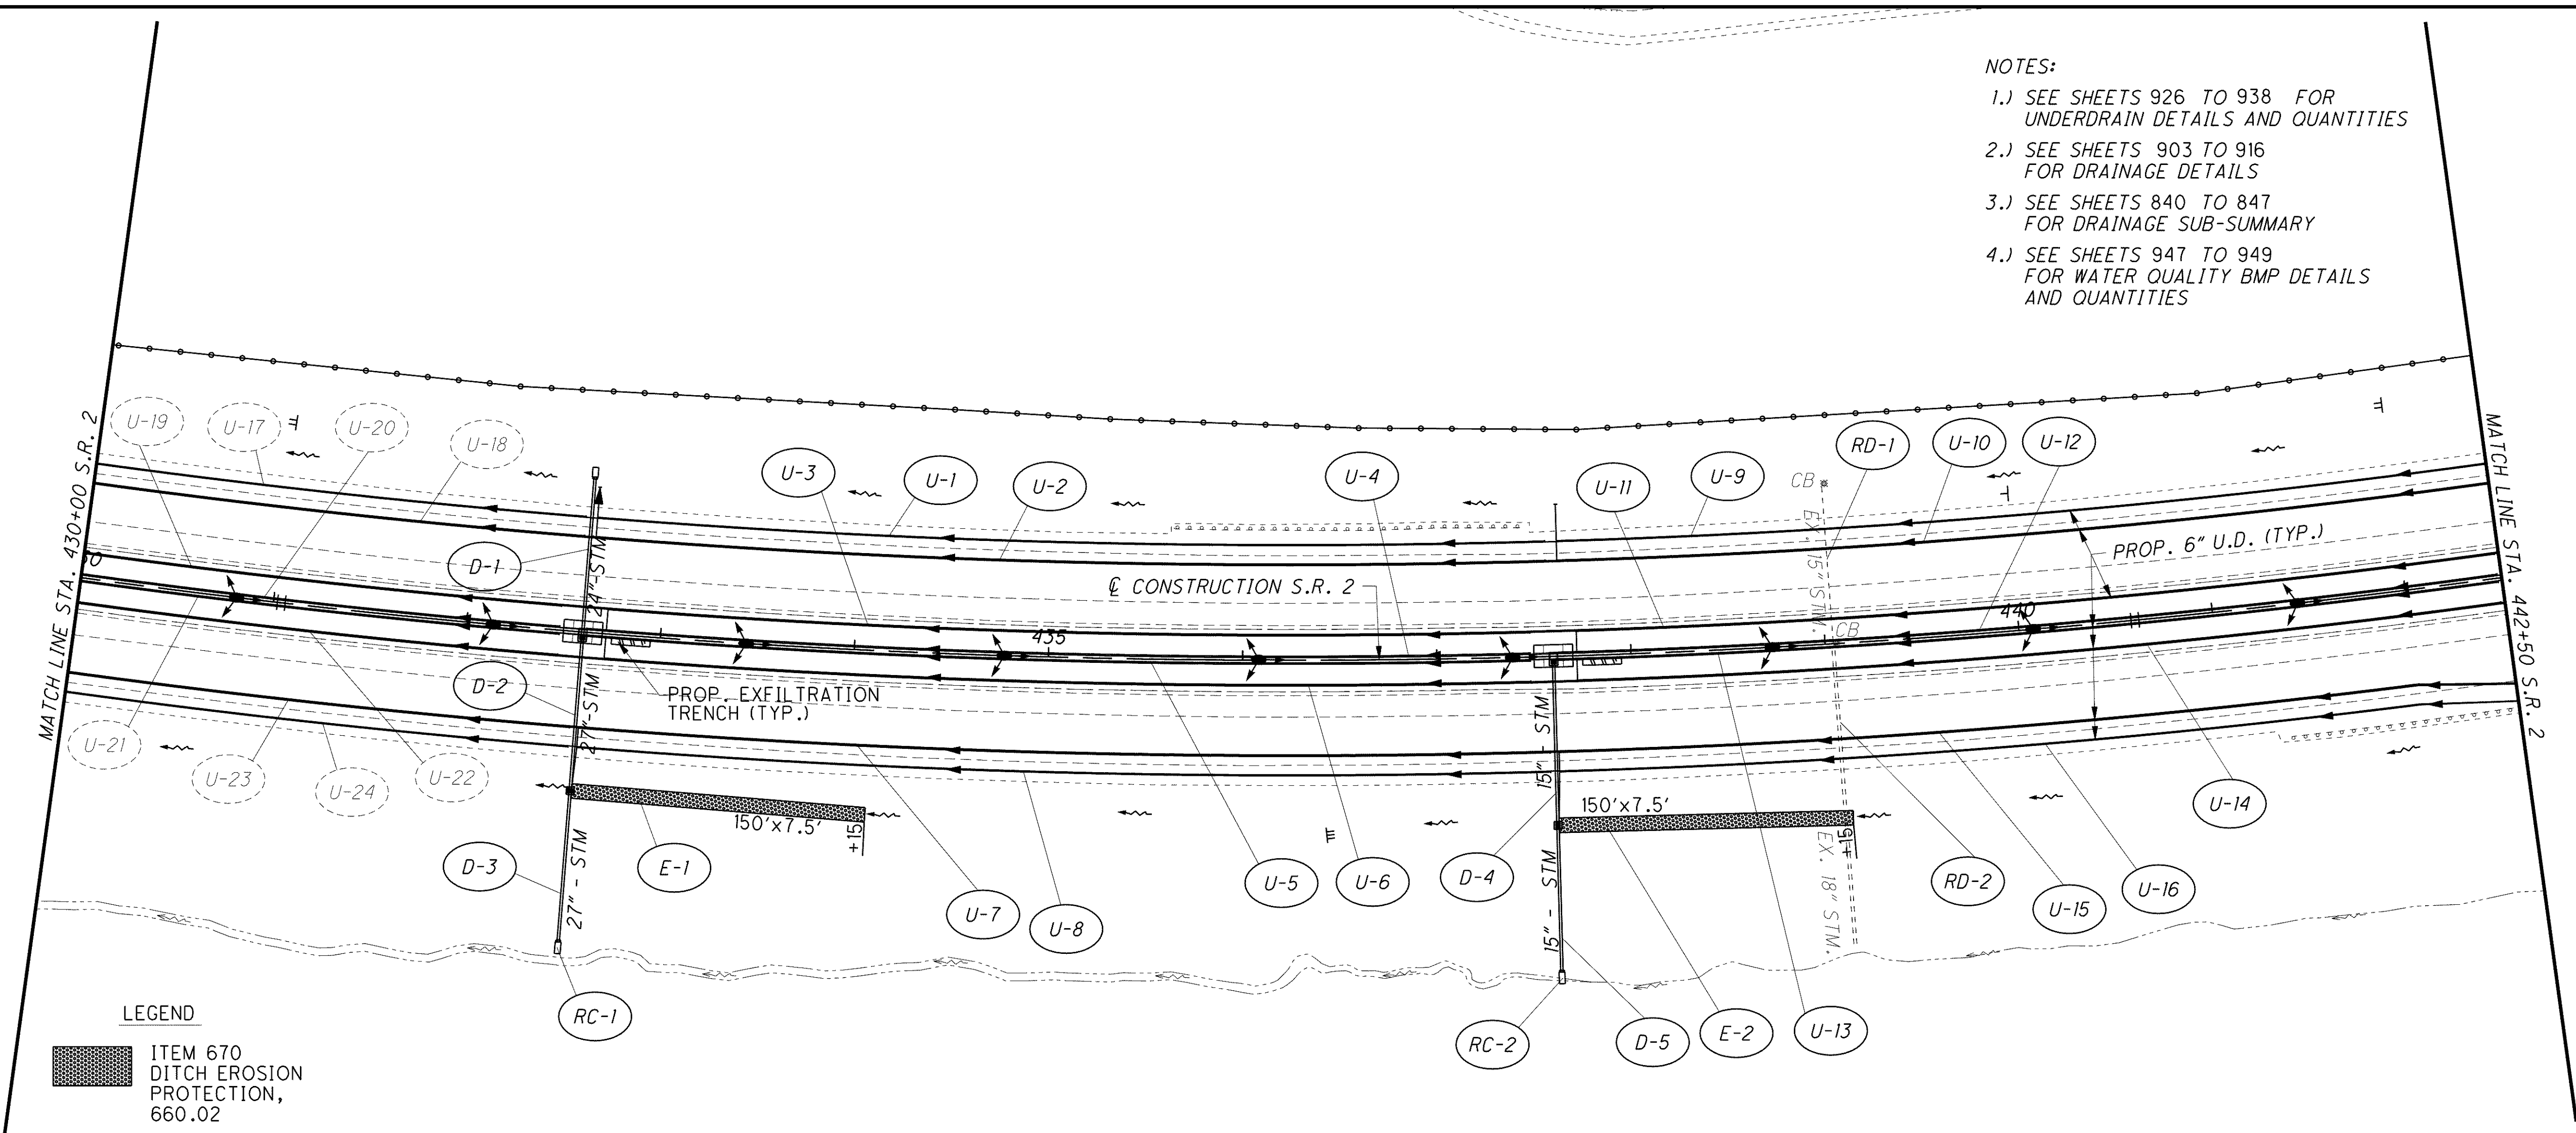 NOTES:
1.) SEE SHEETS 926 TO 938 FOR
UNDERDRAIN DETAILS AND QUANTITIES
2.) SEE SHEETS 903 TO 916
FOR DRAINAGE DETAILS
3.) SEE SHEETS 840 TO 847
FOR DRAINAGE SUB-SUMMARY
4.) SEE SHEETS 947 TO 949
FOR WATER QUALITY BMP DETAILS
AND QUANTITIES
MATCH LINE STA. 430+00 S.R. 2
MATCH LINE STA. 442+50 S.R. 2
U-19
U-17
U-20
U-18
U-3
U-1
U-2
U-4
U-11
U-9
RD-1
U-10
U-12
CB
EX. 15" STM.
CB
D-1
24"-STM
℄ CONSTRUCTION S.R. 2
PROP. 6" U.D. (TYP.)
435
440
D-2
27"-STM
PROP. EXFILTRATION
TRENCH (TYP.)
15" - STM
U-21
U-23
U-24
U-22
150'x7.5'
+15
150'x7.5'
+15
U-14
D-3
27" - STM
E-1
U-7
U-8
U-5
U-6
D-4
15" - STM
EX. 18" STM.
RD-2
U-15
U-16
RC-1
RC-2
D-5
E-2
U-13
LEGEND
ITEM 670
DITCH EROSION
PROTECTION,
660.02